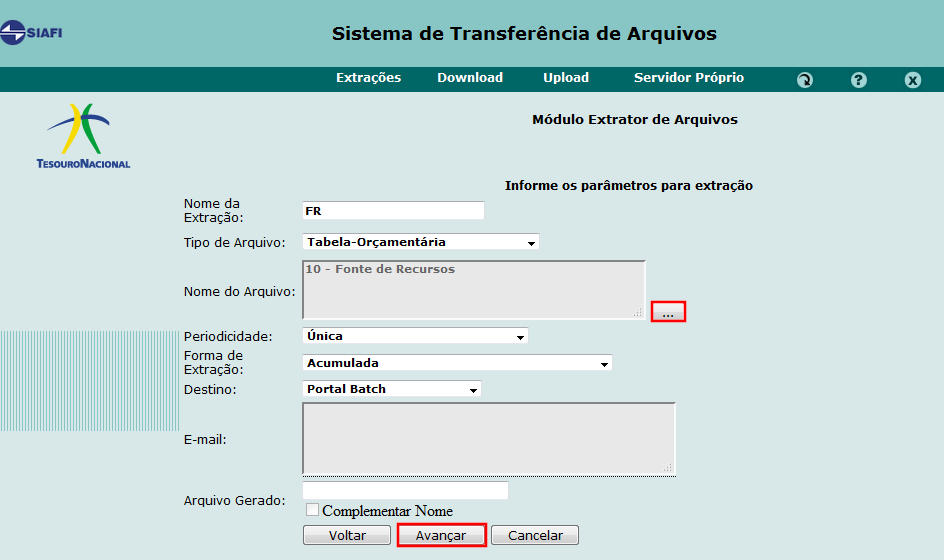 SIAFI
Sistema de Transferência de Arquivos
Extrações Download Upload Servidor Próprio ? x
TESOURONACIONAL
Módulo Extrator de Arquivos
Informe os parâmetros para extração
Nome da
Extração:
FR
Tipo de Arquivo: Tabela-Orçamentária
Nome do Arquivo: 10 - Fonte de Recursos
...
Periodicidade: Única
Forma de
Extração:
Acumulada
Destino: Portal Batch
E-mail:
Arquivo Gerado:
Complementar Nome
Voltar Avançar Cancelar